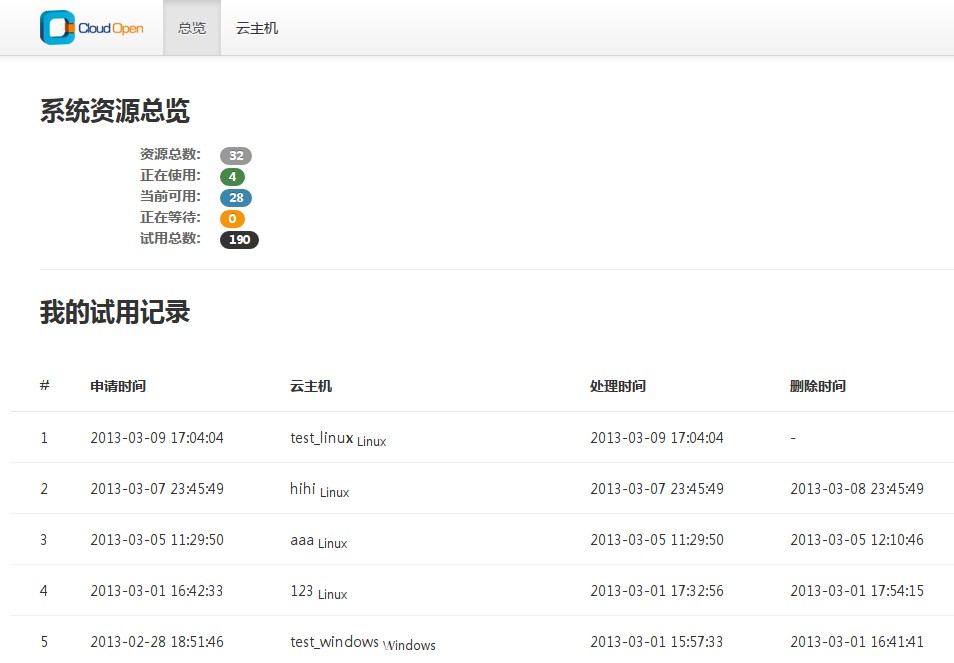 CloudOpen 总览 云主机
系统资源总览
资源总数: 32
正在使用: 4
当前可用: 28
正在等待: 0
试用总数: 190
我的试用记录
# 申请时间 云主机 处理时间 删除时间
1 2013-03-09 17:04:04 test_linux Linux 2013-03-09 17:04:04 -
2 2013-03-07 23:45:49 hihi Linux 2013-03-07 23:45:49 2013-03-08 23:45:49
3 2013-03-05 11:29:50 aaa Linux 2013-03-05 11:29:50 2013-03-05 12:10:46
4 2013-03-01 16:42:33 123 Linux 2013-03-01 17:32:56 2013-03-01 17:54:15
5 2013-02-28 18:51:46 test_windows Windows 2013-03-01 15:57:33 2013-03-01 16:41:41